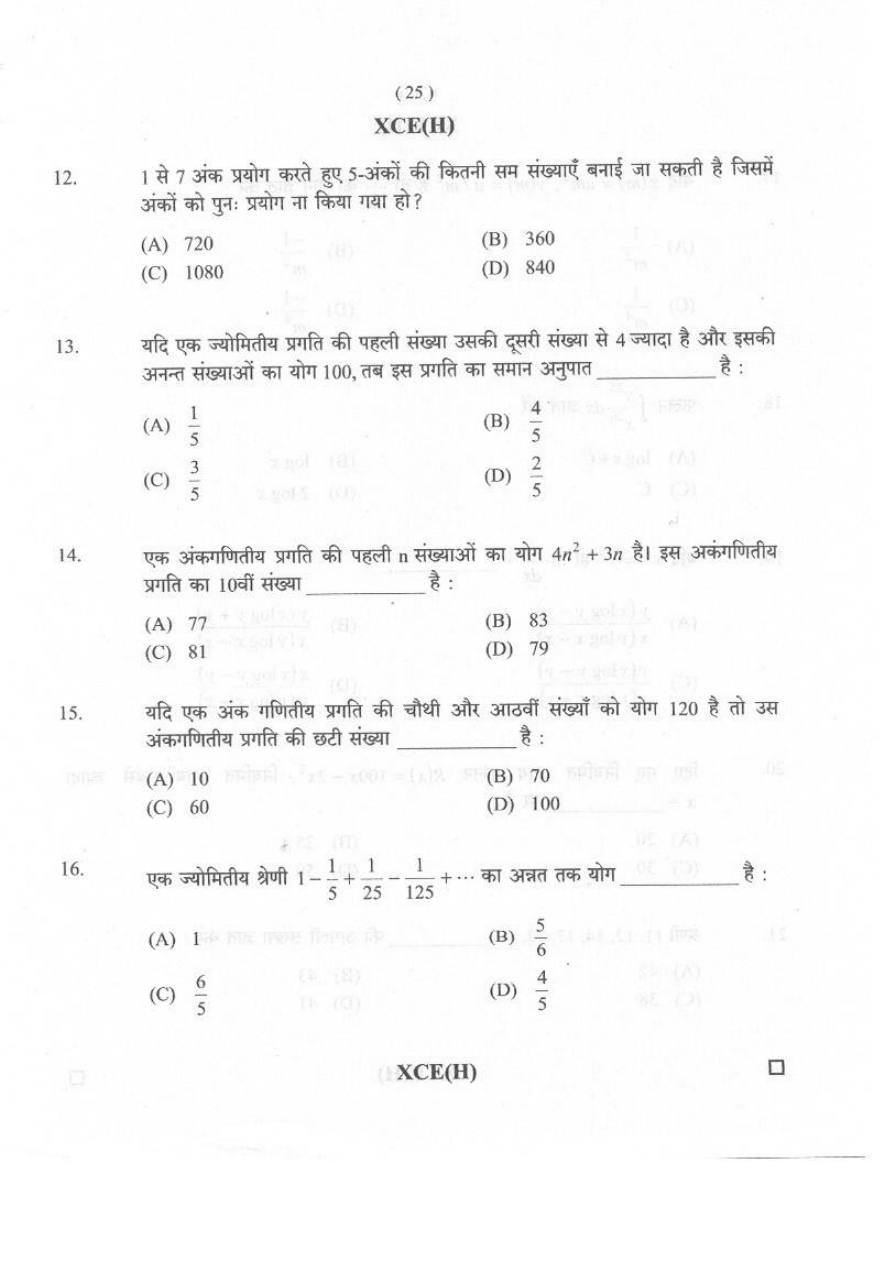 ( 25 )
XCE(H)
12. 1 से 7 अंक प्रयोग करते हुए 5-अंकों की कितनी सम संख्याएँ बनाई जा सकती है जिसमें
अंकों को पुनः प्रयोग ना किया गया हो ?
(A) 720 (B) 360
(C) 1080 (D) 840
13. यदि एक ज्योमितीय प्रगति की पहली संख्या उसकी दूसरी संख्या से 4 ज्यादा है और इसकी
अनन्त संख्याओं का योग 100, तब इस प्रगति का समान अनुपात ____________ है :
(A) 1/5 (B) 4/5
(C) 3/5 (D) 2/5
14. एक अंकगणितीय प्रगति की पहली n संख्याओं का योग 4n² + 3n है। इस अकंगणितीय
प्रगति का 10वीं संख्या ____________ है :
(A) 77 (B) 83
(C) 81 (D) 79
15. यदि एक अंक गणितीय प्रगति की चौथी और आठवीं संख्याँ को योग 120 है तो उस
अंकगणितीय प्रगति की छटी संख्या ____________ है :
(A) 10 (B) 70
(C) 60 (D) 100
16. एक ज्योमितीय श्रेणी 1 − 1/5 + 1/25 − 1/125 + ⋯ का अन्नत तक योग ____________ है :
(A) 1 (B) 5/6
(C) 6/5 (D) 4/5
XCE(H)